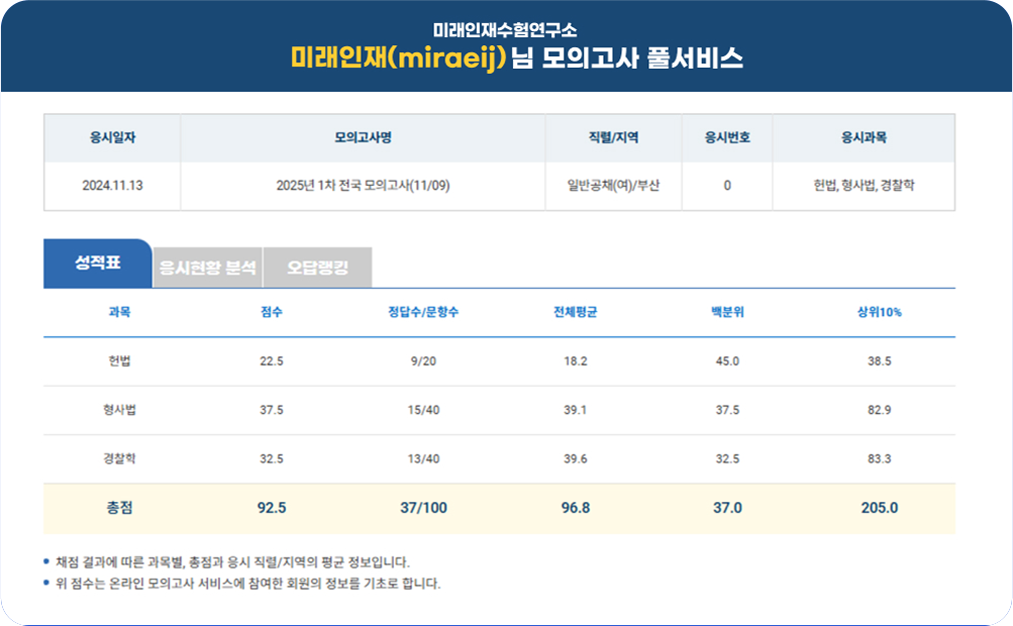 미래인재수험연구소
미래인재(miraeij)님 모의고사 풀서비스
응시일자 모의고사명 직렬/지역 응시번호 응시과목
2024.11.13 2025년 1차 전국 모의고사(11/09) 일반공채(여)/부산 0 헌법, 형사법, 경찰학
성적표 응시현황 분석 오답랭킹
과목 점수 정답수/문항수 전체평균 백분위 상위10%
헌법 22.5 9/20 18.2 45.0 38.5
형사법 37.5 15/40 39.1 37.5 82.9
경찰학 32.5 13/40 39.6 32.5 83.3
총점 92.5 37/100 96.8 37.0 205.0
• 채점 결과에 따른 과목별, 총점과 응시 직렬/지역의 평균 정보입니다.
• 위 점수는 온라인 모의고사 서비스에 참여한 회원의 정보를 기초로 합니다.